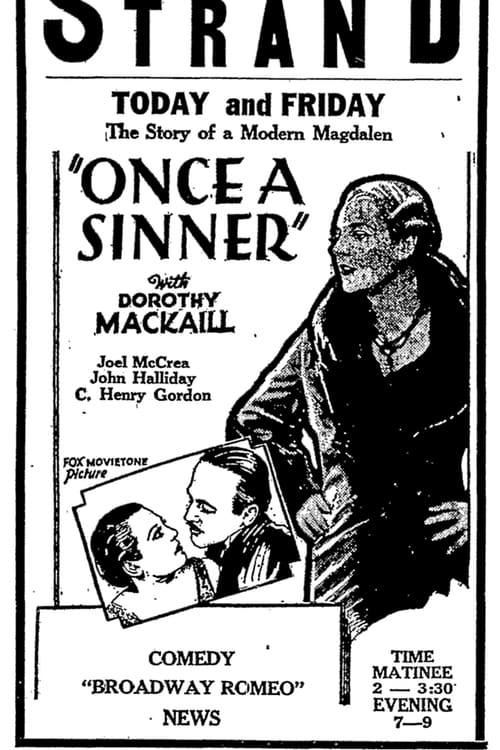 STRAND
TODAY and FRIDAY
The Story of a Modern Magdalen
"ONCE A
SINNER"
with
DOROTHY
MACKAILL
Joel McCrea
John Halliday
C. Henry Gordon
FOX MOVIETONE
Picture
COMEDY
"BROADWAY ROMEO"
NEWS
TIME
MATINEE
2 — 3:30
EVENING
7—9